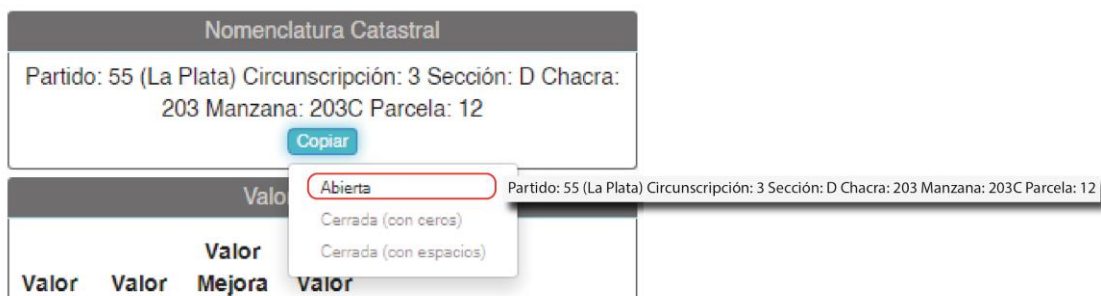 Nomenclatura Catastral
Partido: 55 (La Plata) Circunscripción: 3 Sección: D Chacra:
203 Manzana: 203C Parcela: 12
Copiar
Abierta
Partido: 55 (La Plata) Circunscripción: 3 Sección: D Chacra: 203 Manzana: 203C Parcela: 12
Cerrada (con ceros)
Cerrada (con espacios)
Valor
Valor Valor Mejora Valor